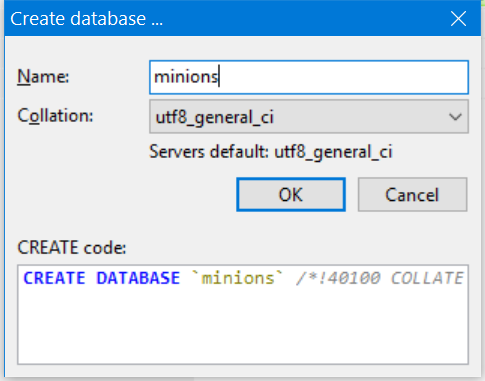 Create database ...
Name: minions
Collation: utf8_general_ci
Servers default: utf8_general_ci
OK Cancel
CREATE code:
CREATE DATABASE `minions` /*!40100 COLLATE